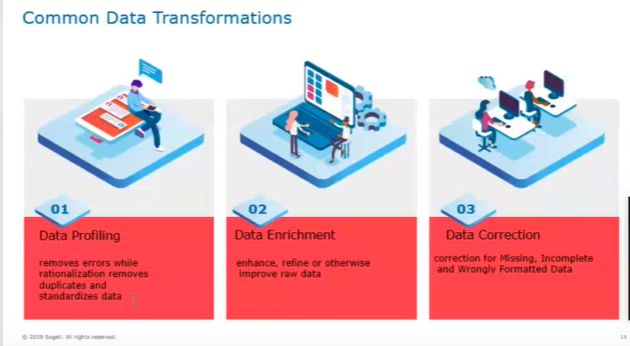 Common Data Transformations
01
Data Profiling
removes errors while
rationalization removes
duplicates and
standardizes data
02
Data Enrichment
enhance, refine or otherwise
improve raw data
03
Data Correction
correction for Missing, Incomplete
and Wrongly Formatted Data
© 2019 Sogeti. All rights reserved.
14